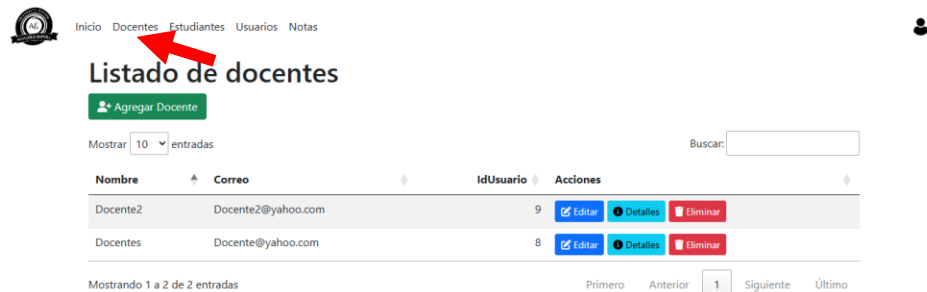 AE
Inicio Docentes Estudiantes Usuarios Notas
Listado de docentes
Agregar Docente
Mostrar 10 entradas Buscar:
Nombre Correo IdUsuario Acciones
Docente2 Docente2@yahoo.com 9 Editar Detalles Eliminar
Docentes Docente@yahoo.com 8 Editar Detalles Eliminar
Mostrando 1 a 2 de 2 entradas Primero Anterior 1 Siguiente Último